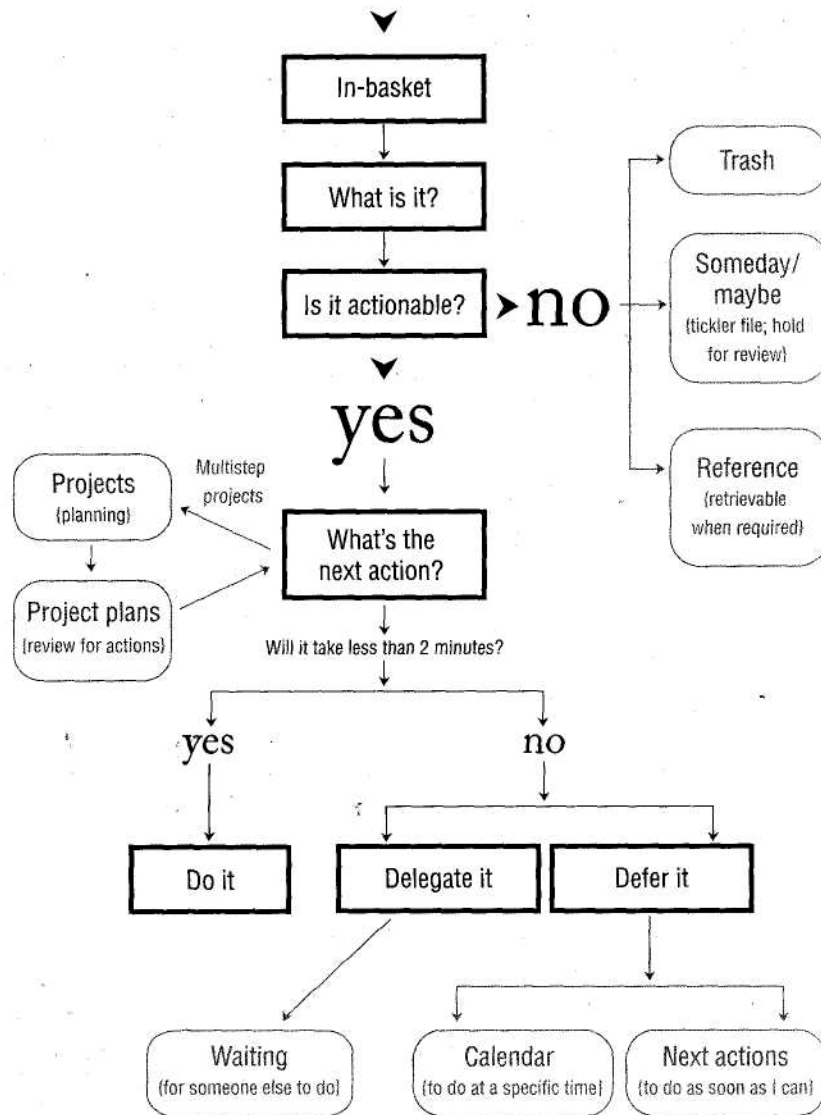 In-basket
What is it?
Trash
Is it actionable?
no
Someday/
maybe
{tickler file; hold
for review}
yes
Reference
{retrievable
when required}
Multistep
projects
Projects
{planning}
What's the
next action?
Project plans
{review for actions}
Will it take less than 2 minutes?
yes
no
Do it
Delegate it
Defer it
Waiting
{for someone else to do}
Calendar
{to do at a specific time}
Next actions
{to do as soon as I can}